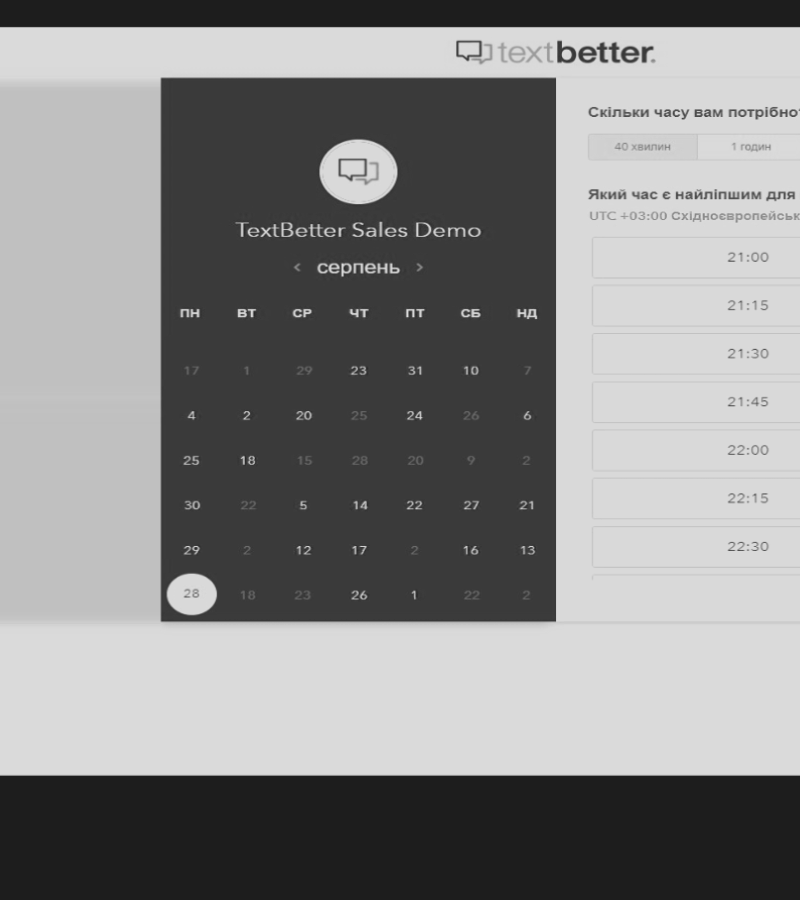 textbetter.
TextBetter Sales Demo
‹ серпень ›
ПН ВТ СР ЧТ ПТ СБ НД
17 1 29 23 31 10 7
4 2 20 25 24 26 6
25 18 15 28 20 9 2
30 22 5 14 22 27 21
29 2 12 17 2 16 13
28 18 23 26 1 22 2
Скільки часу вам потрібно?
40 хвилин 1 годин
Який час є найліпшим для
UTC +03:00 Східноєвропейськ
21:00
21:15
21:30
21:45
22:00
22:15
22:30